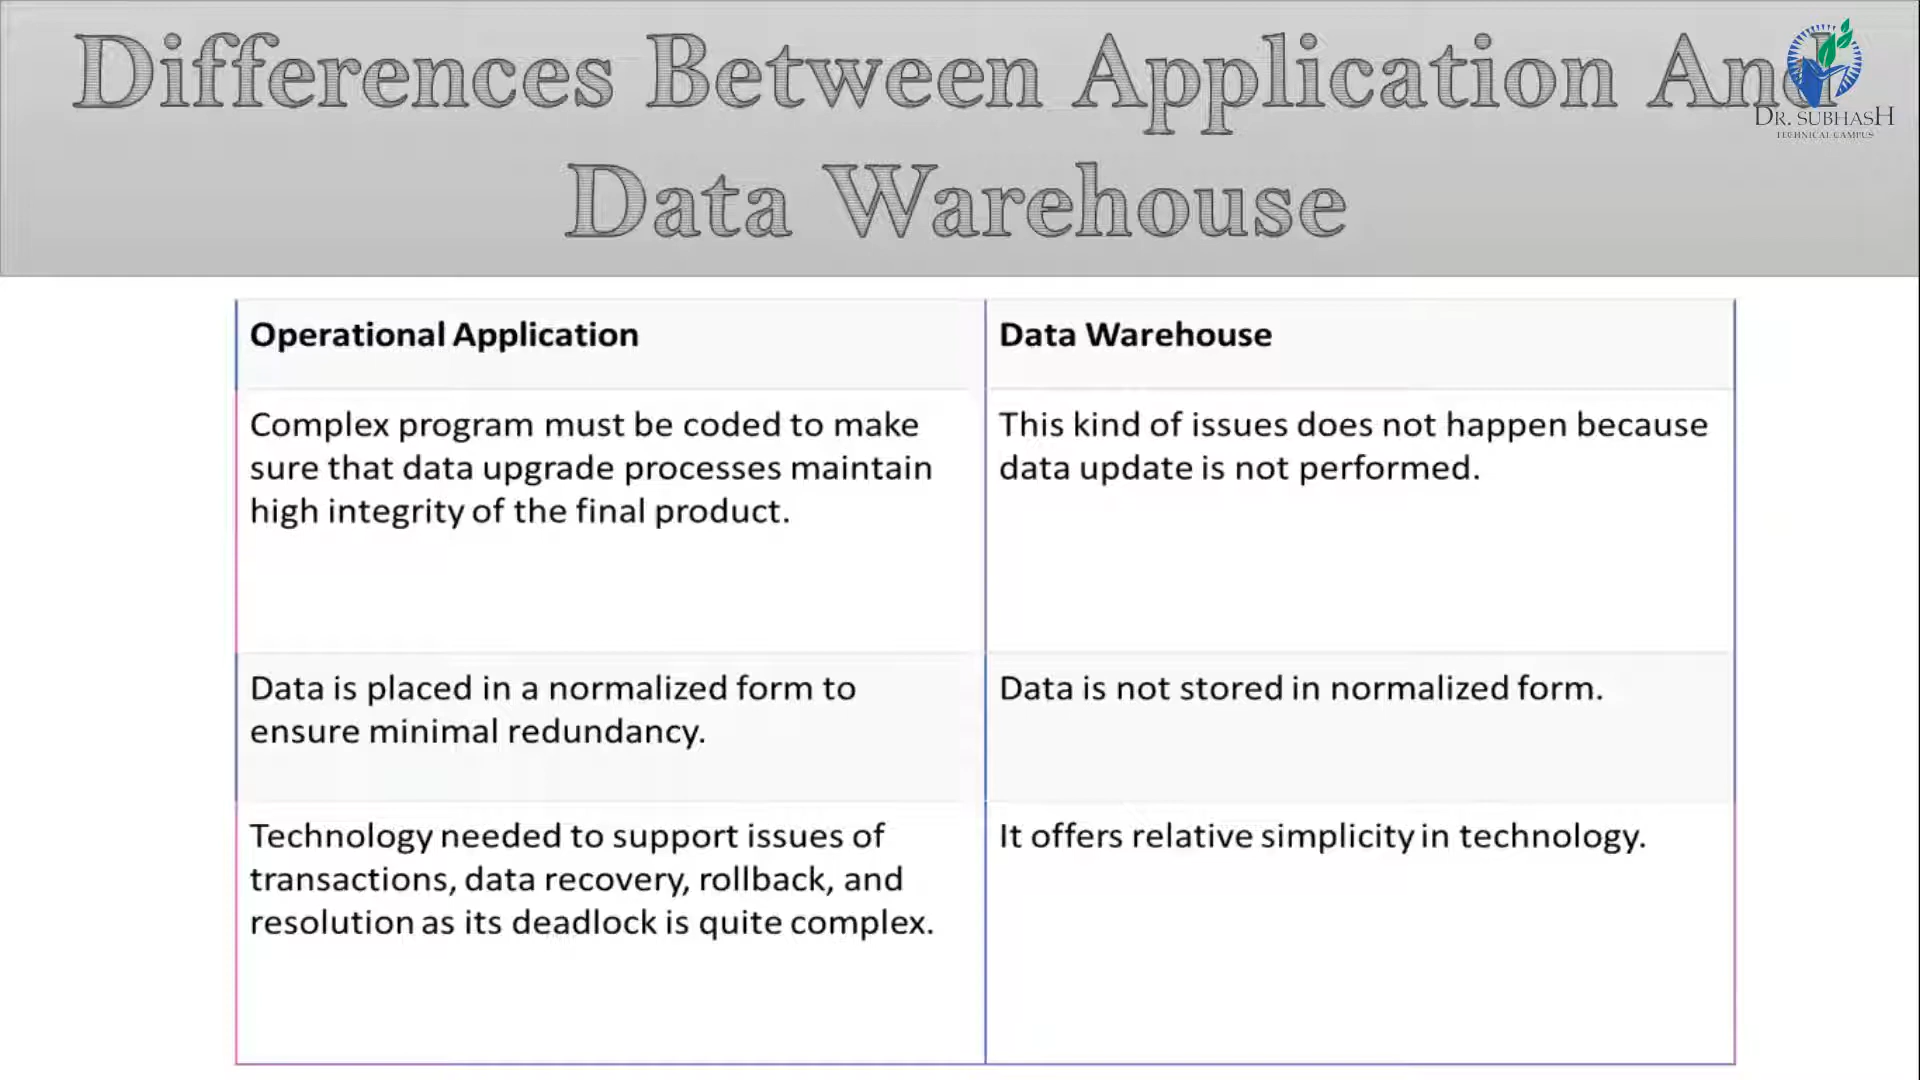 Differences Between Application And
Data Warehouse
DR. SUBHASH
TECHNICAL CAMPUS
Operational Application
Data Warehouse
Complex program must be coded to make
sure that data upgrade processes maintain
high integrity of the final product.
This kind of issues does not happen because
data update is not performed.
Data is placed in a normalized form to
ensure minimal redundancy.
Data is not stored in normalized form.
Technology needed to support issues of
transactions, data recovery, rollback, and
resolution as its deadlock is quite complex.
It offers relative simplicity in technology.